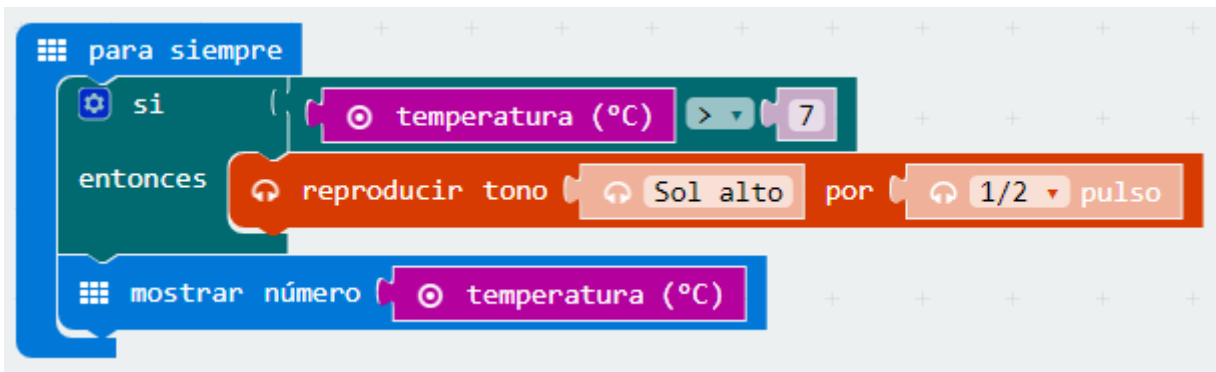 para siempre
si temperatura (°C) > 7
entonces reproducir tono Sol alto por 1/2 pulso
mostrar número temperatura (°C)